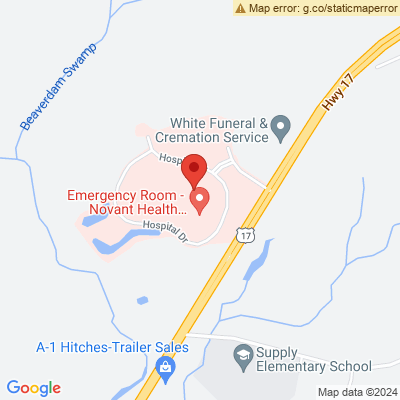 Map error: g.co/staticmaperror
Beaverdam Swamp
Hwy 17
White Funeral &
Cremation Service
Hospital
Emergency Room -
Novant Health...
Hospital Dr
17
A-1 Hitches-Trailer Sales
Supply
Elementary School
Google
Map data ©2024